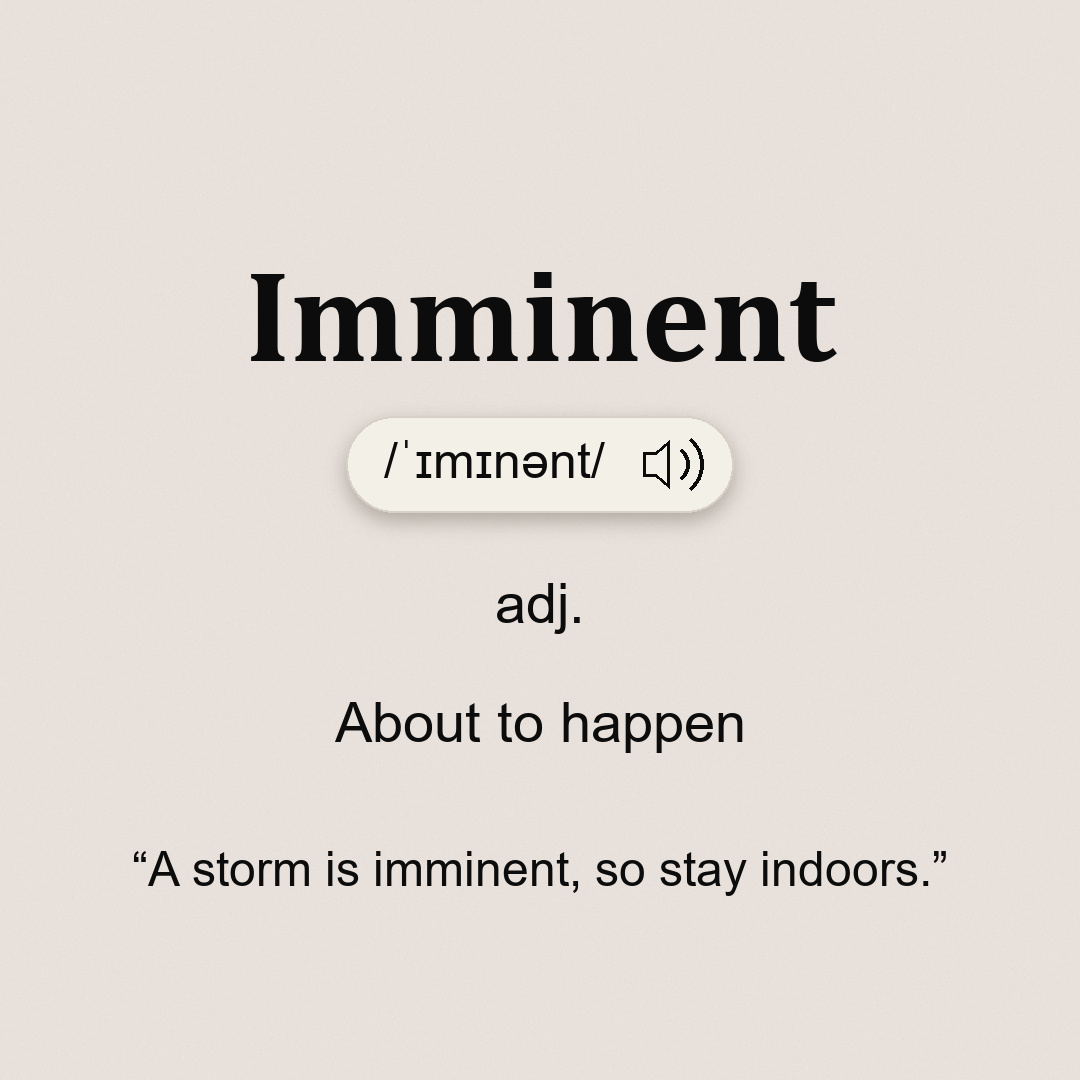 Imminent
/ˈɪmɪnənt/
adj.
About to happen
“A storm is imminent, so stay indoors.”